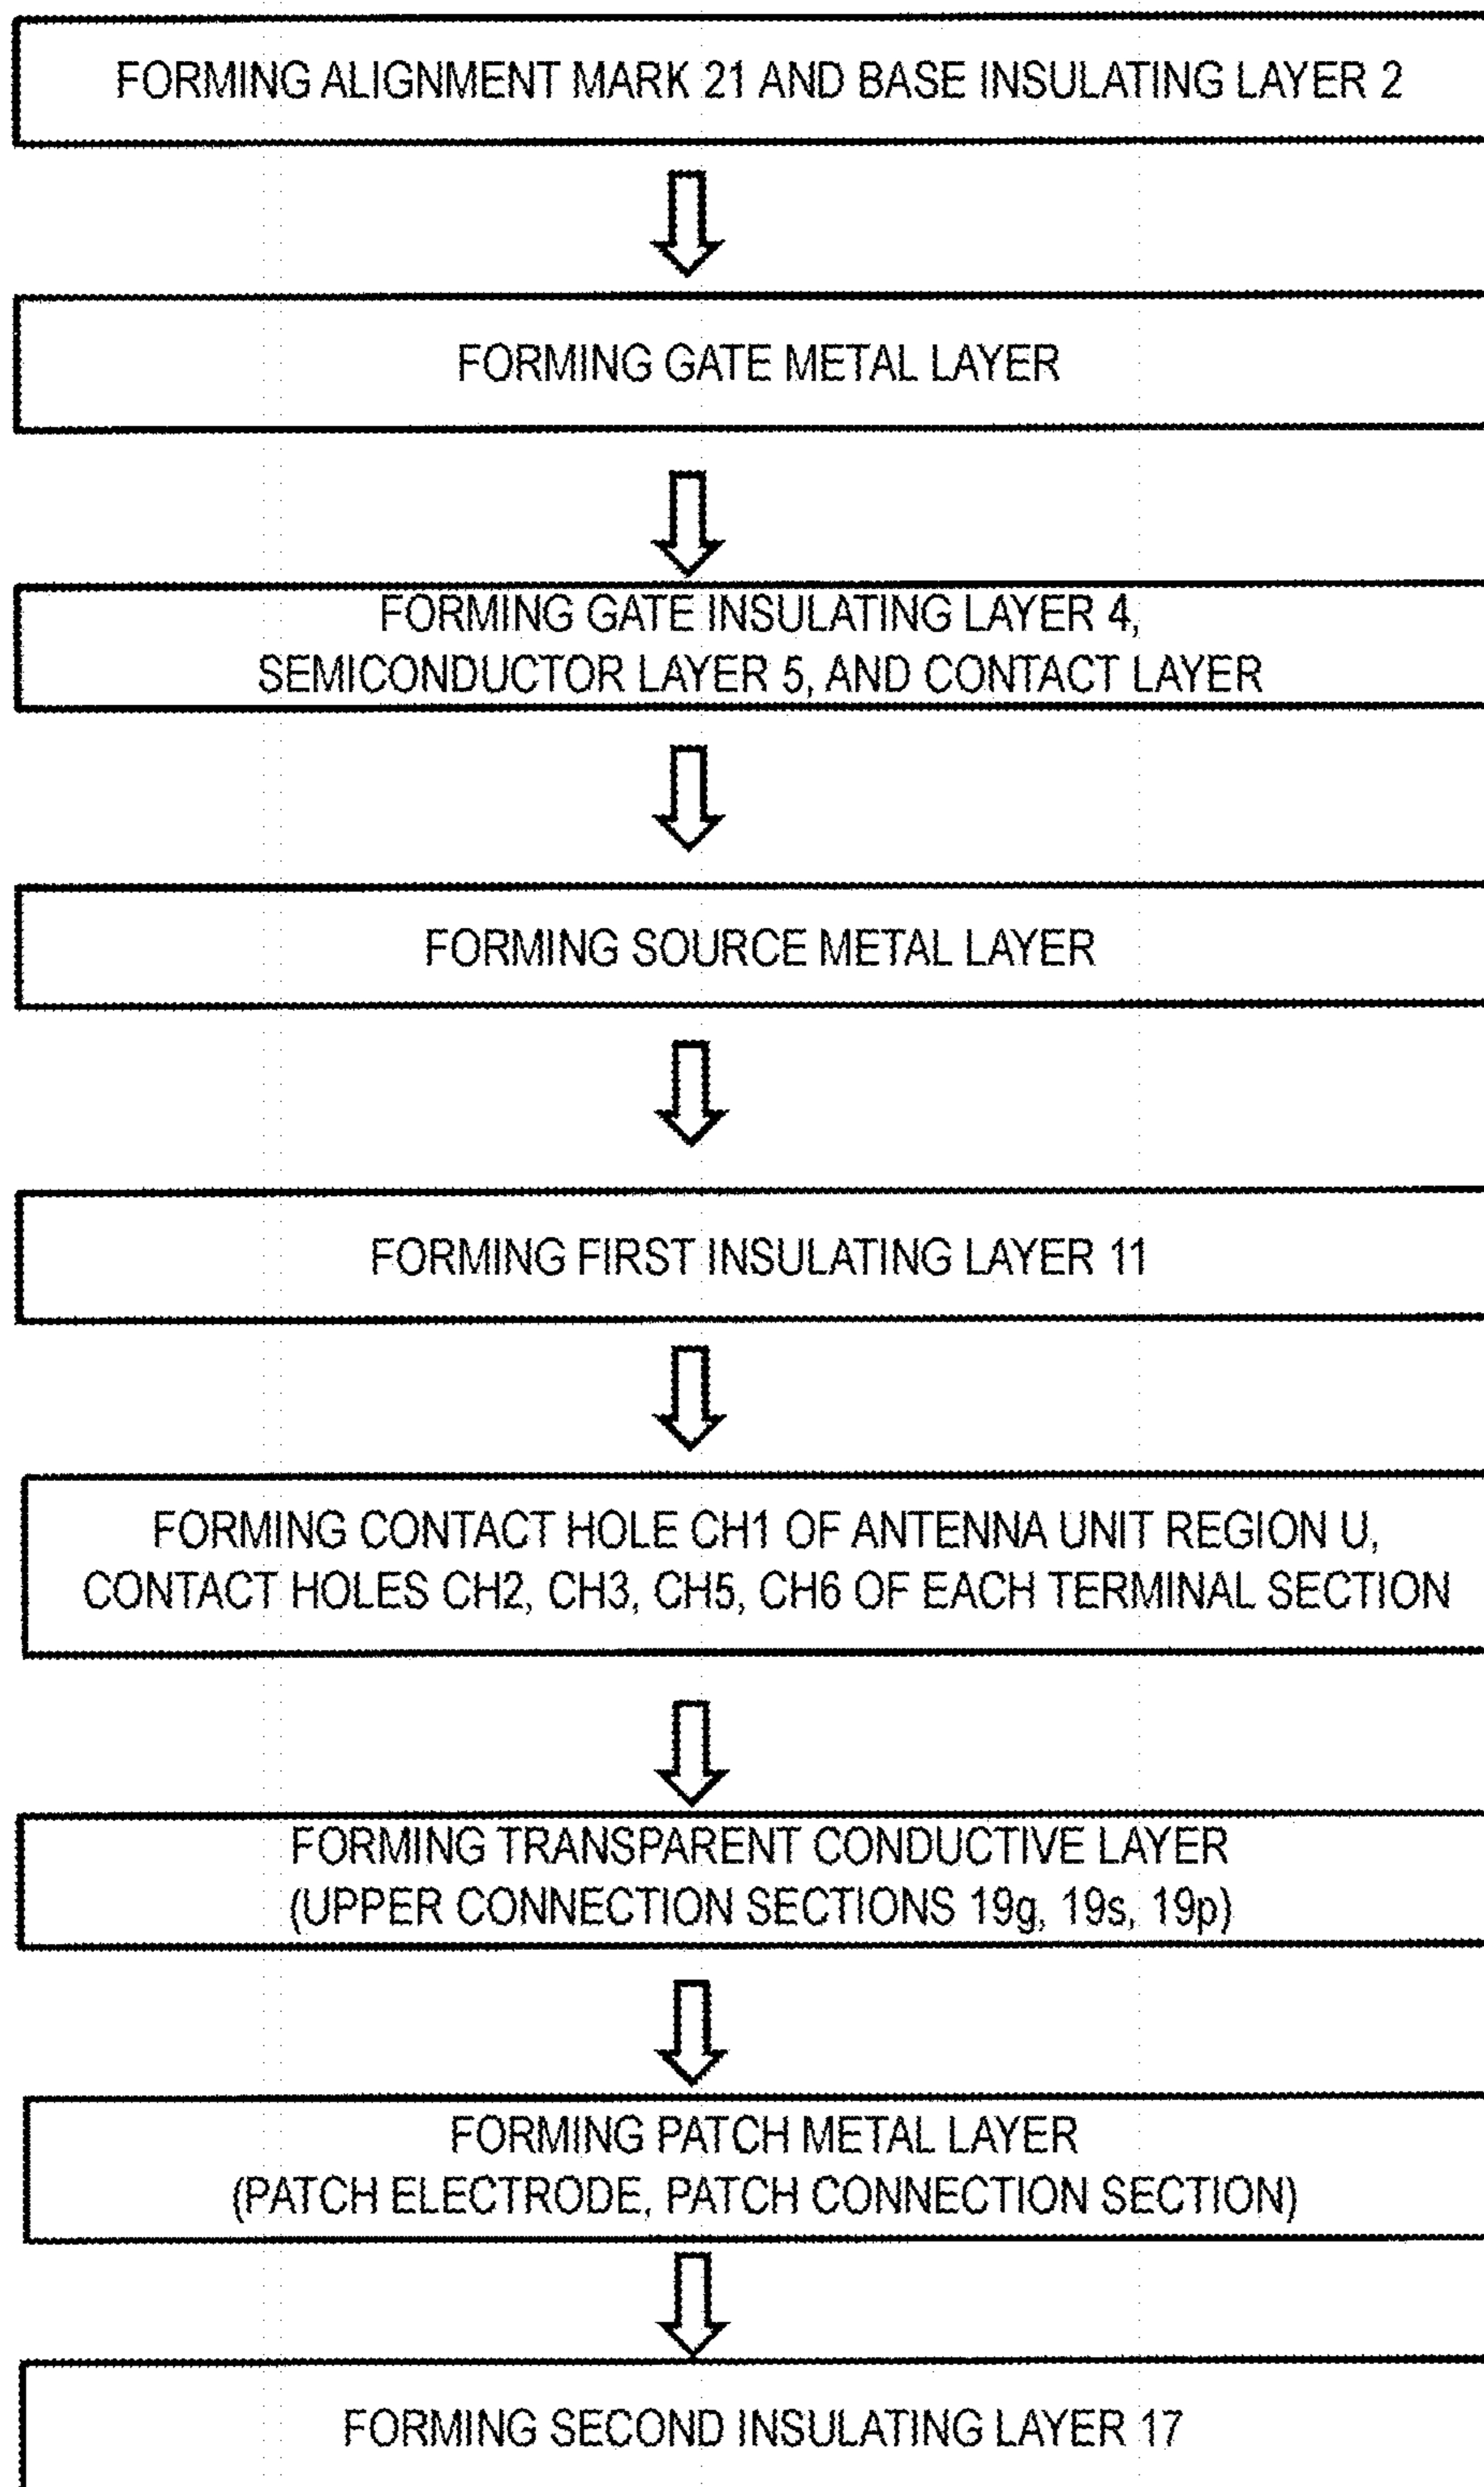 FORMING ALIGNMENT MARK 21 AND BASE INSULATING LAYER 2
FORMING GATE METAL LAYER
FORMING GATE INSULATING LAYER 4,
SEMICONDUCTOR LAYER 5, AND CONTACT LAYER
FORMING SOURCE METAL LAYER
FORMING FIRST INSULATING LAYER 11
FORMING CONTACT HOLE CH1 OF ANTENNA UNIT REGION U,
CONTACT HOLES CH2, CH3, CH5, CH6 OF EACH TERMINAL SECTION
FORMING TRANSPARENT CONDUCTIVE LAYER
(UPPER CONNECTION SECTIONS 19g, 19s, 19p)
FORMING PATCH METAL LAYER
(PATCH ELECTRODE, PATCH CONNECTION SECTION)
FORMING SECOND INSULATING LAYER 17